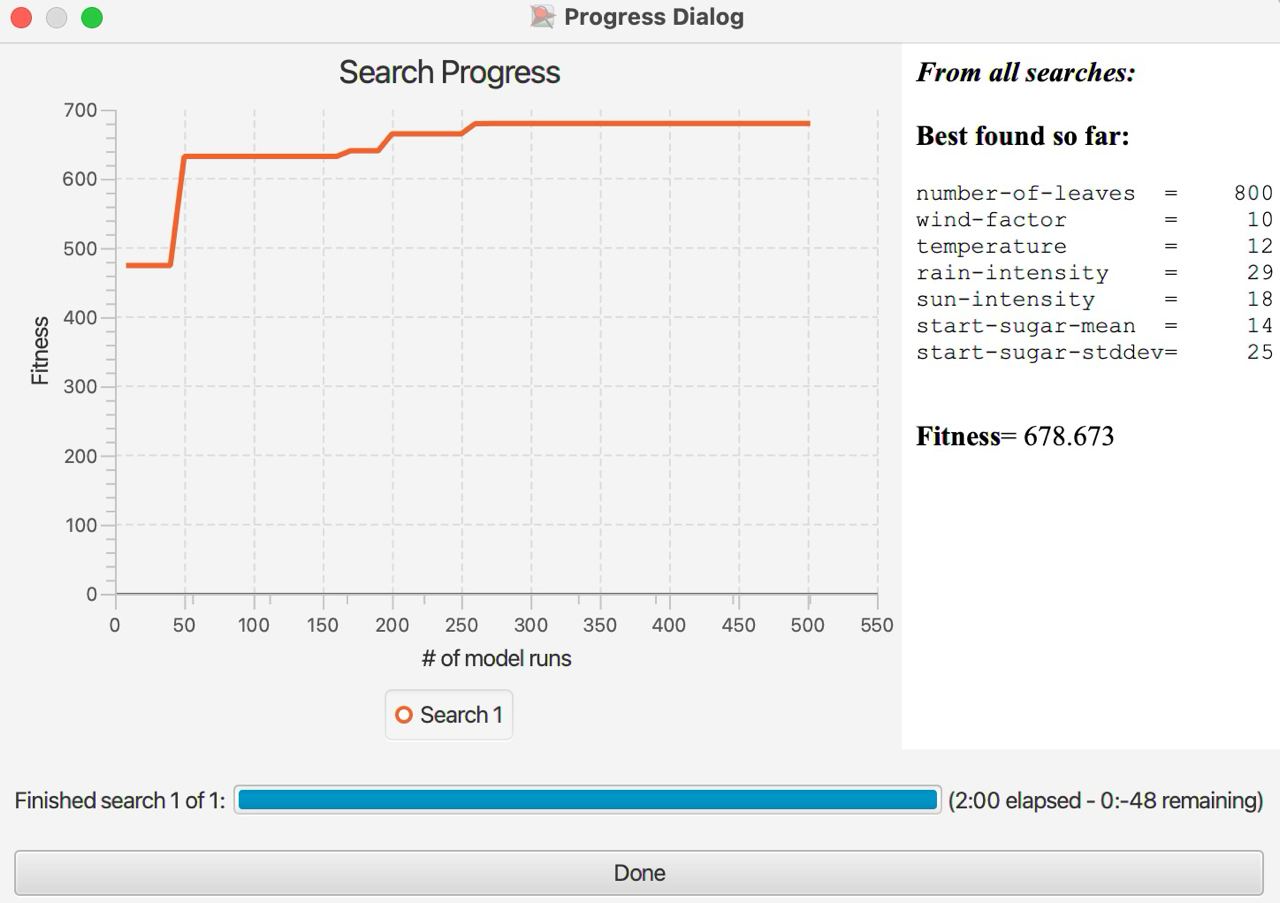 Progress Dialog
Search Progress
700
600
500
400
300
200
100
0
Fitness
0 50 100 150 200 250 300 350 400 450 500 550
# of model runs
Search 1
From all searches:
Best found so far:
number-of-leaves = 800
wind-factor = 10
temperature = 12
rain-intensity = 29
sun-intensity = 18
start-sugar-mean = 14
start-sugar-stddev= 25
Fitness= 678.673
Finished search 1 of 1: (2:00 elapsed - 0:-48 remaining)
Done